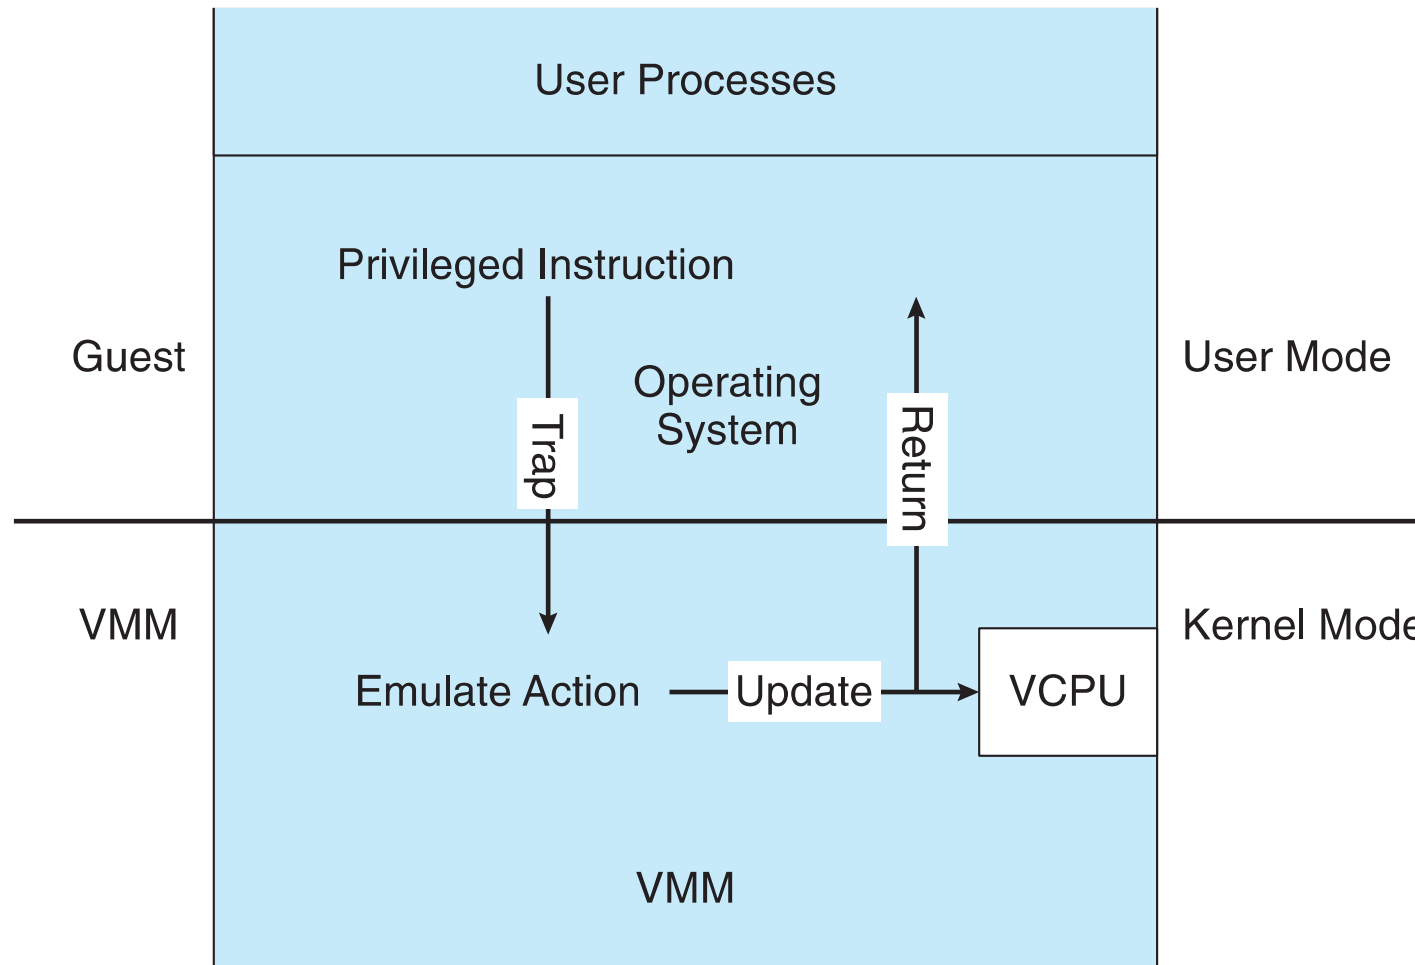 User Processes
Privileged Instruction
Guest
Operating
System
User Mode
Trap
Return
VMM
Kernel Mode
Emulate Action
Update
VCPU
VMM